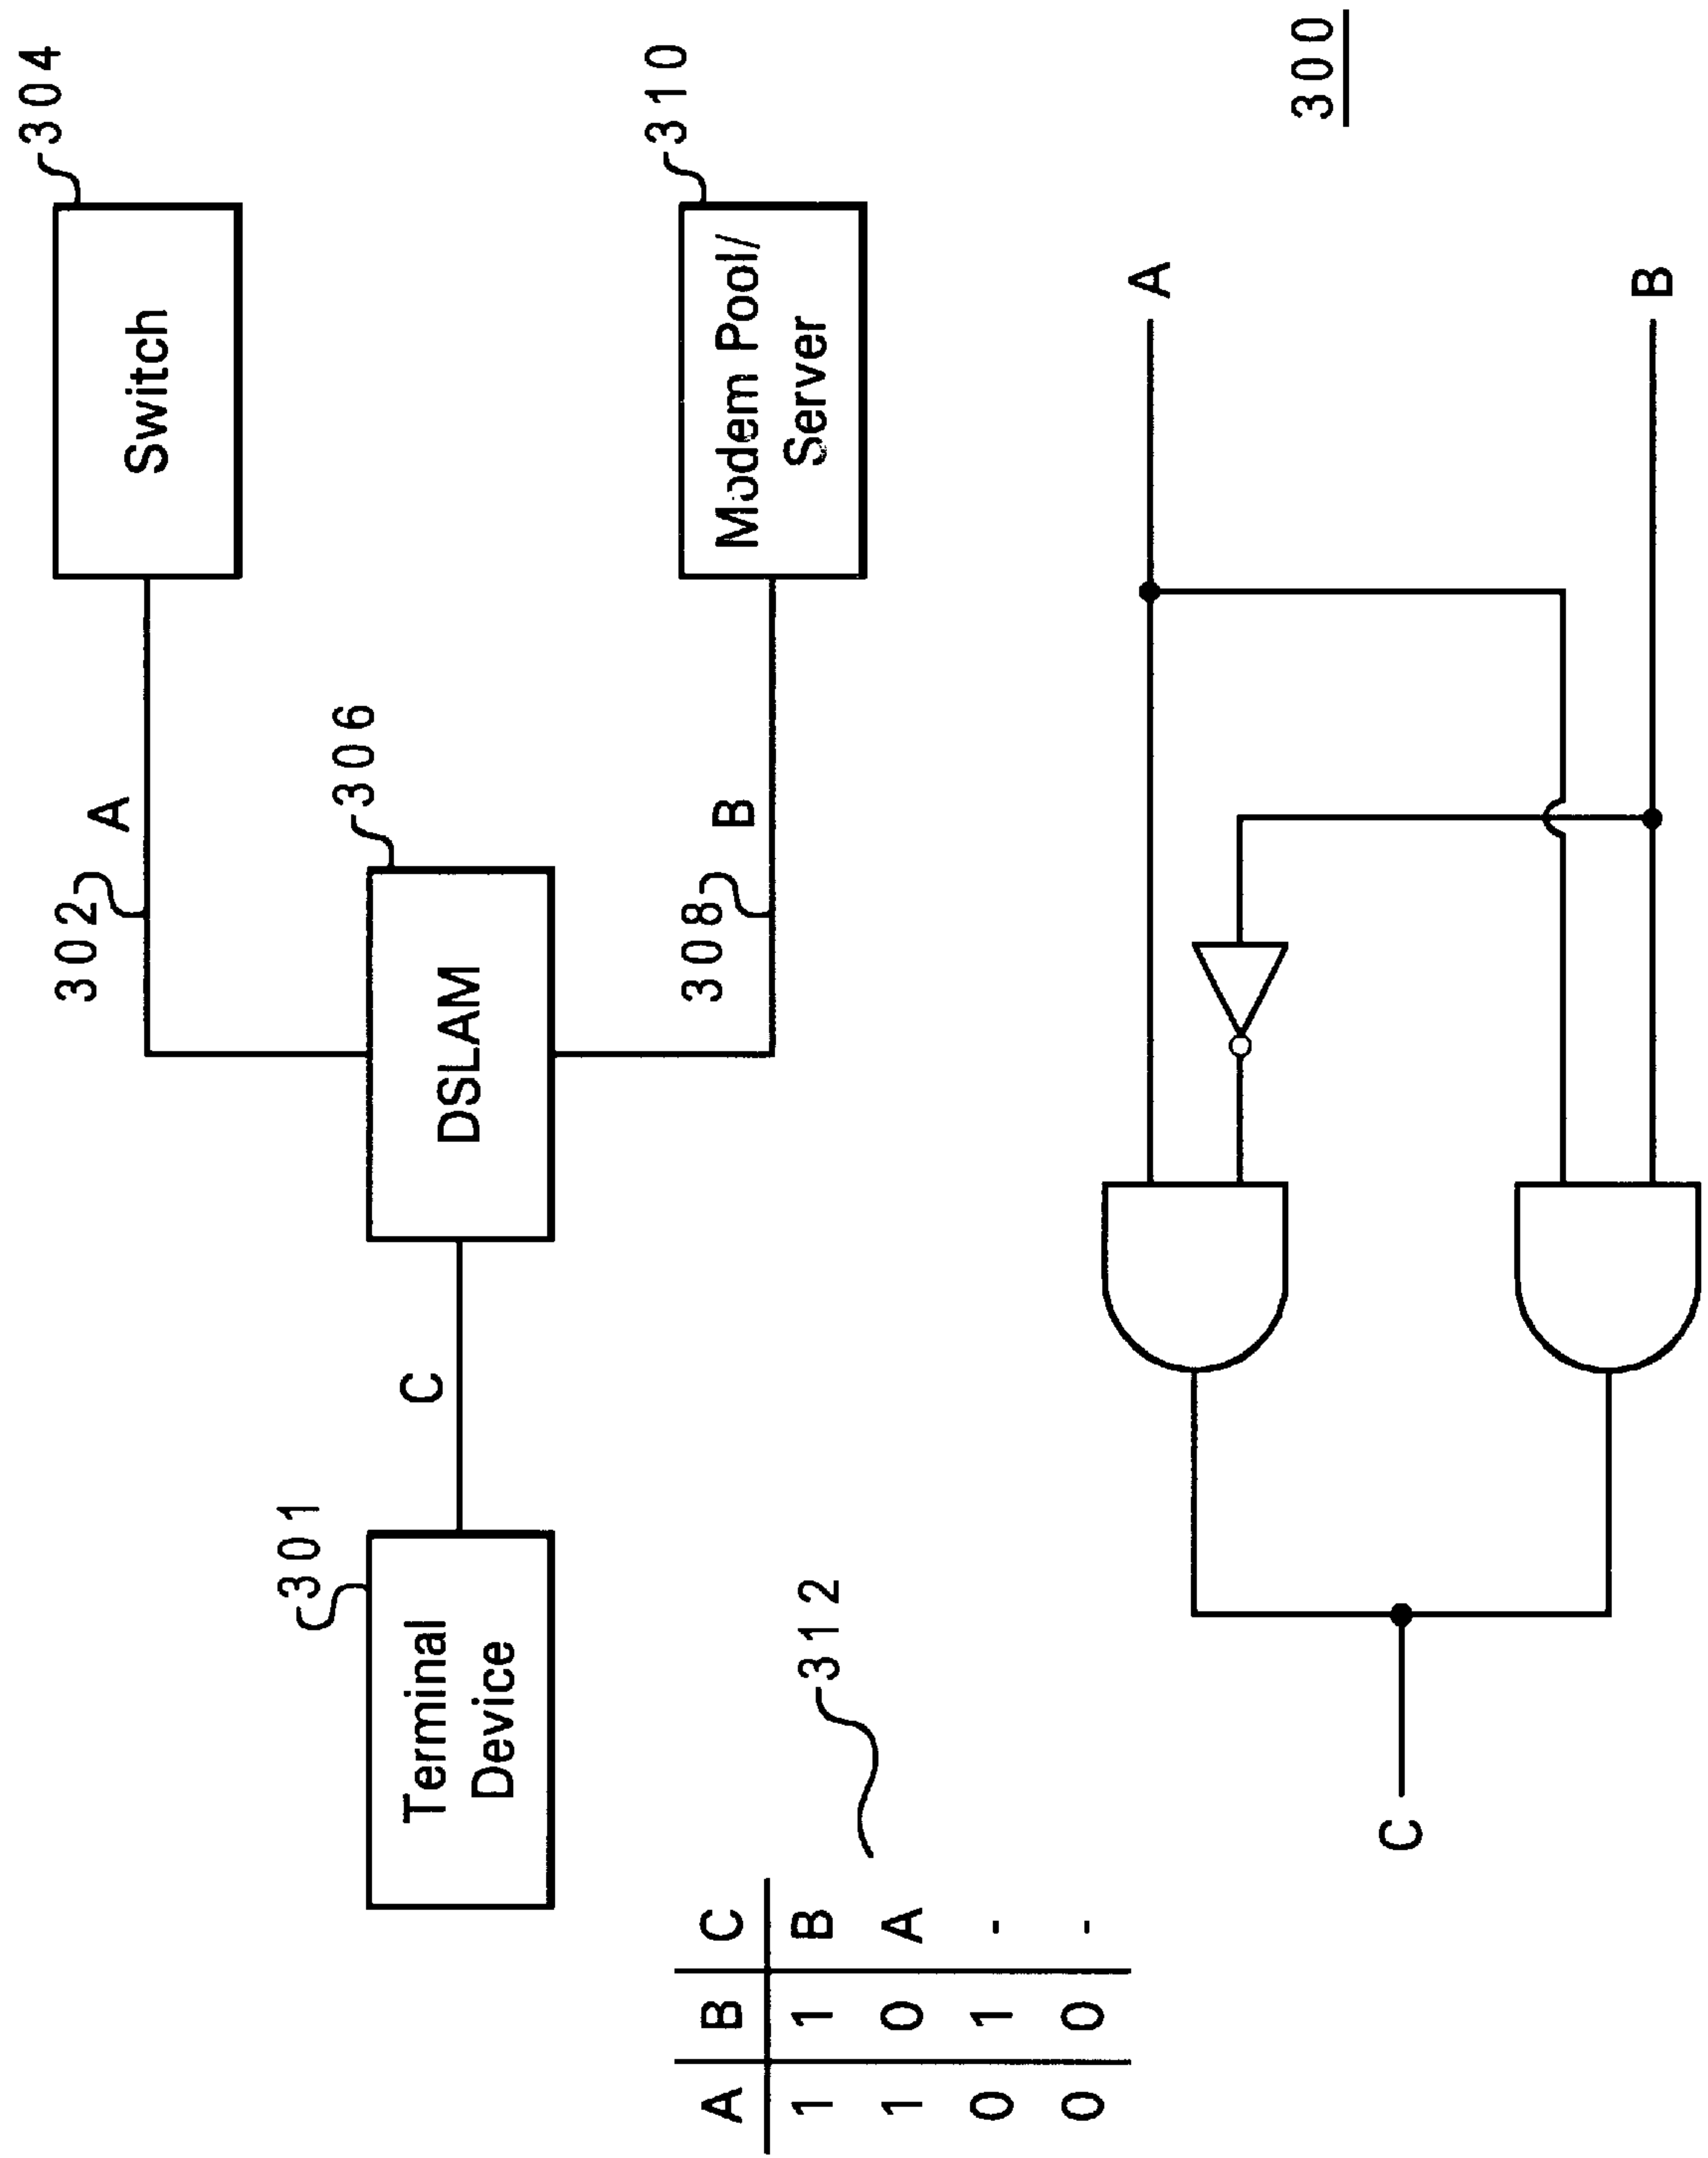 304
Switch
A
302
306
DSLAM
C
301
Terminal
Device
310
Modem Pool/
Server
B
308
312
A B C
1 1 B
1 0 A
0 1 -
0 0 -
A
B
C
300